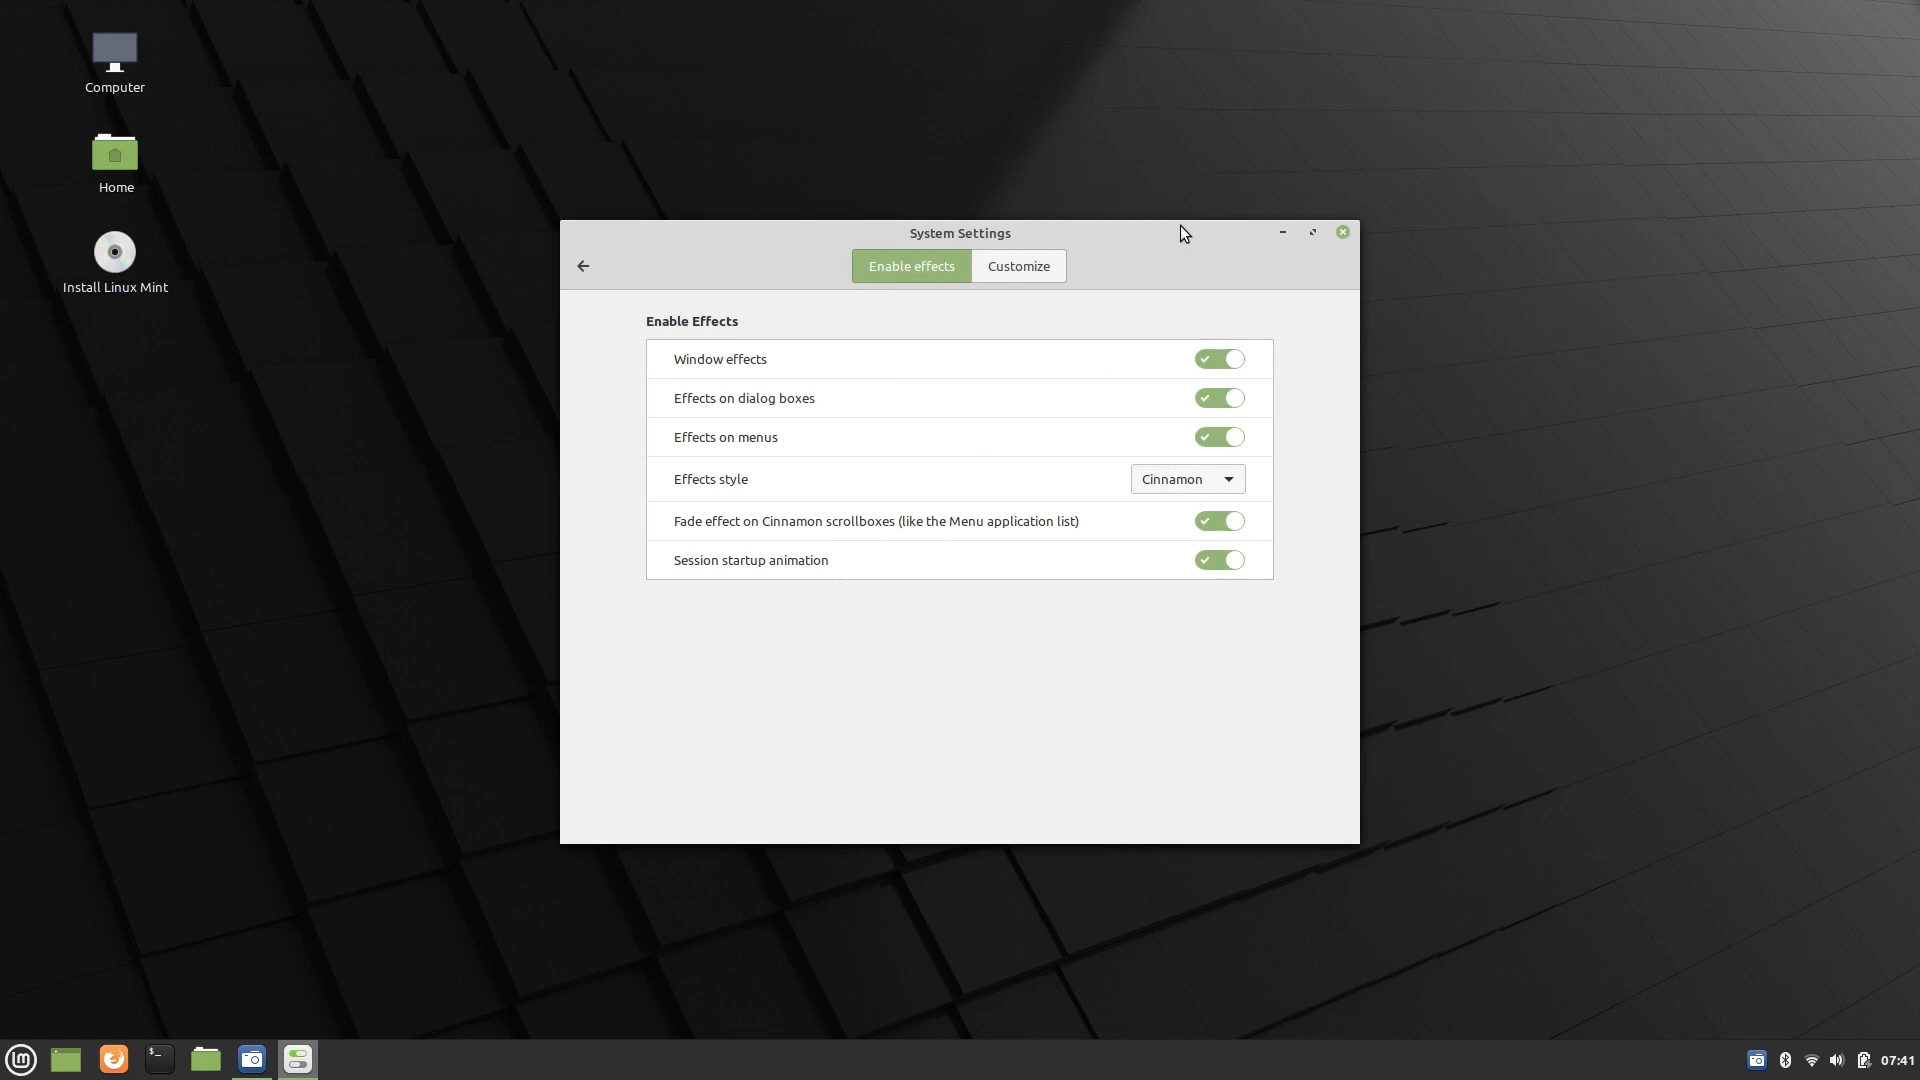 Computer
Home
Install Linux Mint
System Settings
Enable effects
Customize
Enable Effects
Window effects
Effects on dialog boxes
Effects on menus
Effects style
Cinnamon
Fade effect on Cinnamon scrollboxes (like the Menu application list)
Session startup animation
lm
$_
07:41